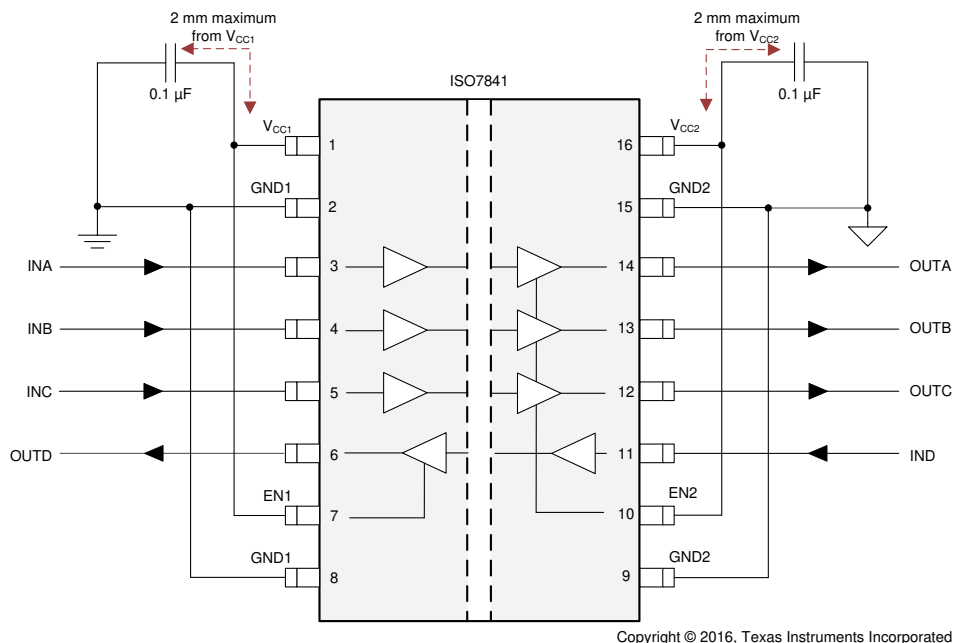 2 mm maximum
from VCC1
2 mm maximum
from VCC2
0.1 µF
0.1 µF
ISO7841
VCC1
1
16
VCC2
GND1
2
15
GND2
INA
3
14
OUTA
INB
4
13
OUTB
INC
5
12
OUTC
OUTD
6
11
IND
EN1
7
10
EN2
GND1
8
9
GND2
Copyright © 2016, Texas Instruments Incorporated